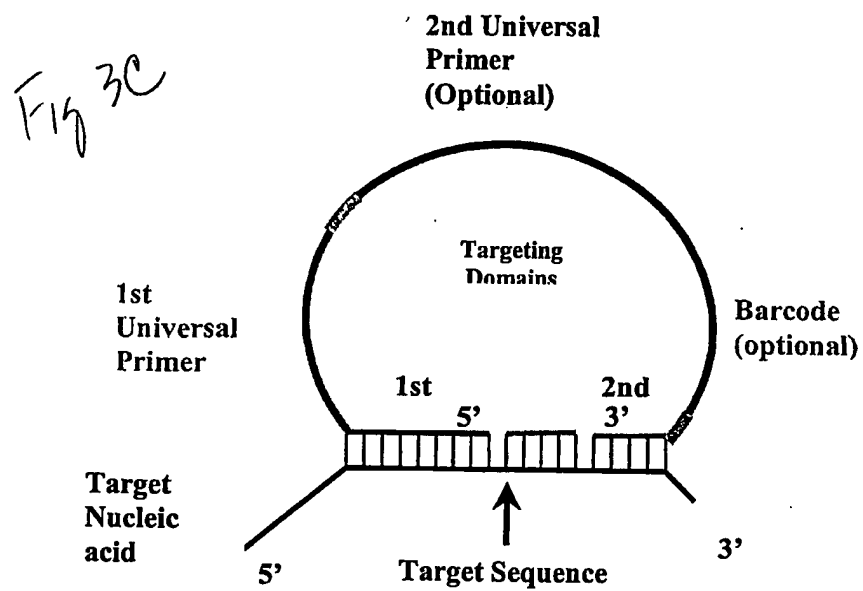 Fig 3C
2nd Universal
Primer
(Optional)
Targeting
Domains
1st
Universal
Primer
Barcode
(optional)
1st
2nd
5’
3’
Target
Nucleic
acid
5’
Target Sequence
3’